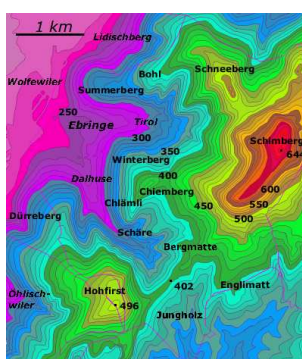 1 km
Lidischberg
Schneeberg
Bohl
Wolfewiler
Summerberg
250
Tirol
Ebringe
300
Schimberg
350
644
Winterberg
Dalhuse
400
600
Chiemberg
550
Chlämli
450
500
Dürreberg
Schäre
Bergmatte
402
Englimatt
Öhlisch-
wiler
Hohfirst
496
Jungholz